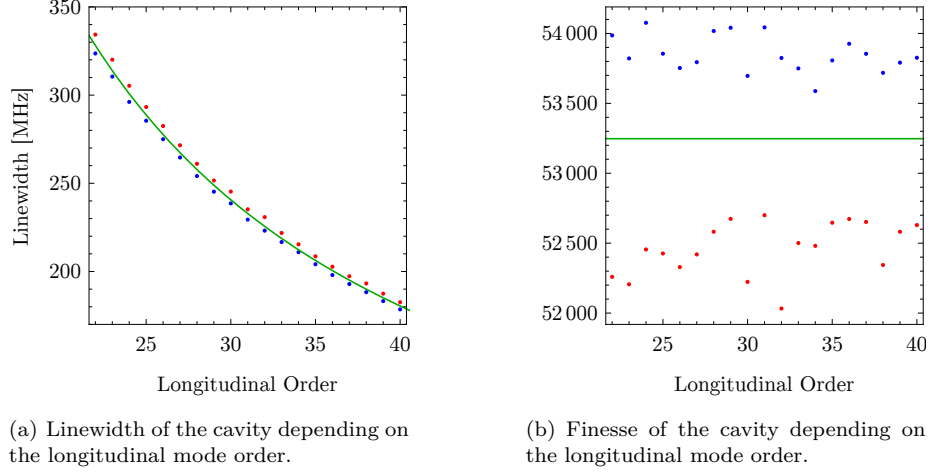 350
300
250
200
Linewidth [MHz]
25 30 35 40
Longitudinal Order
(a) Linewidth of the cavity depending on
the longitudinal mode order.
54 000
53 500
53 000
52 500
52 000
25 30 35 40
Longitudinal Order
(b) Finesse of the cavity depending on
the longitudinal mode order.